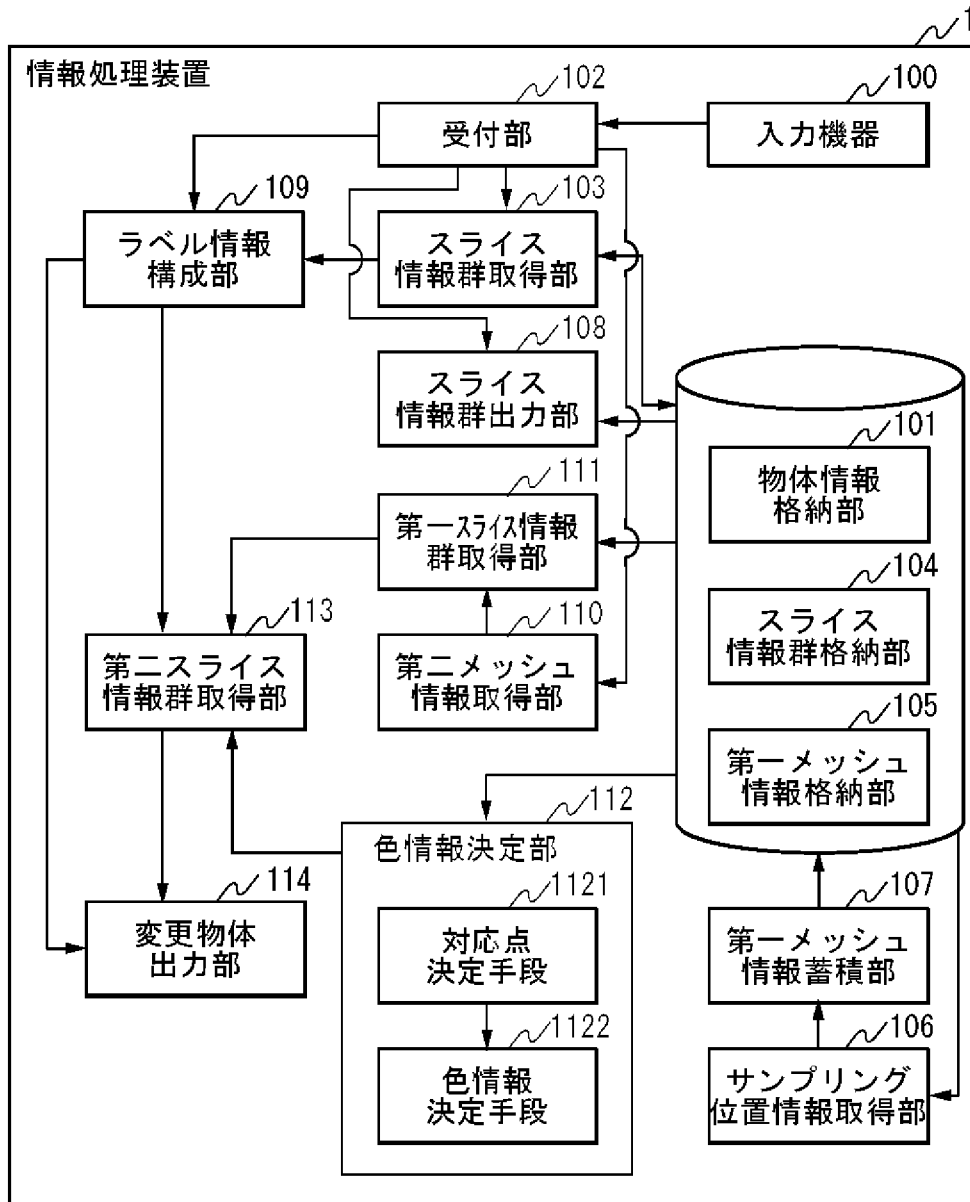 1
情報処理装置
102
受付部
100
入力機器
109
ラベル情報
構成部
103
スライス
情報群取得部
108
スライス
情報群出力部
101
物体情報
格納部
111
第一スライス情報
群取得部
104
スライス
情報群格納部
113
第二スライス
情報群取得部
110
第二メッシュ
情報取得部
105
第一メッシュ
情報格納部
112
色情報決定部
114
変更物体
出力部
1121
対応点
決定手段
107
第一メッシュ
情報蓄積部
1122
色情報
決定手段
106
サンプリング
位置情報取得部